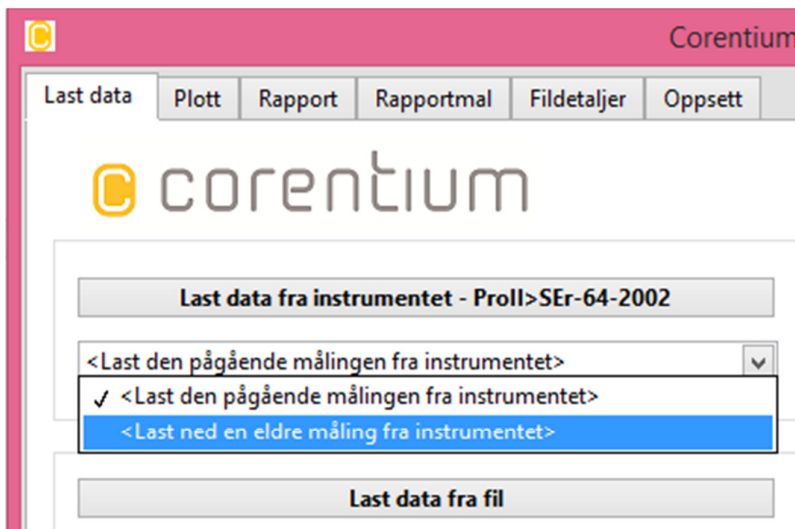 Corentium
Last data Plott Rapport Rapportmal Fildetaljer Oppsett
corentium
Last data fra instrumentet - ProII>SEr-64-2002
<Last den pågående målingen fra instrumentet>
✓ <Last den pågående målingen fra instrumentet>
<Last ned en eldre måling fra instrumentet>
Last data fra fil